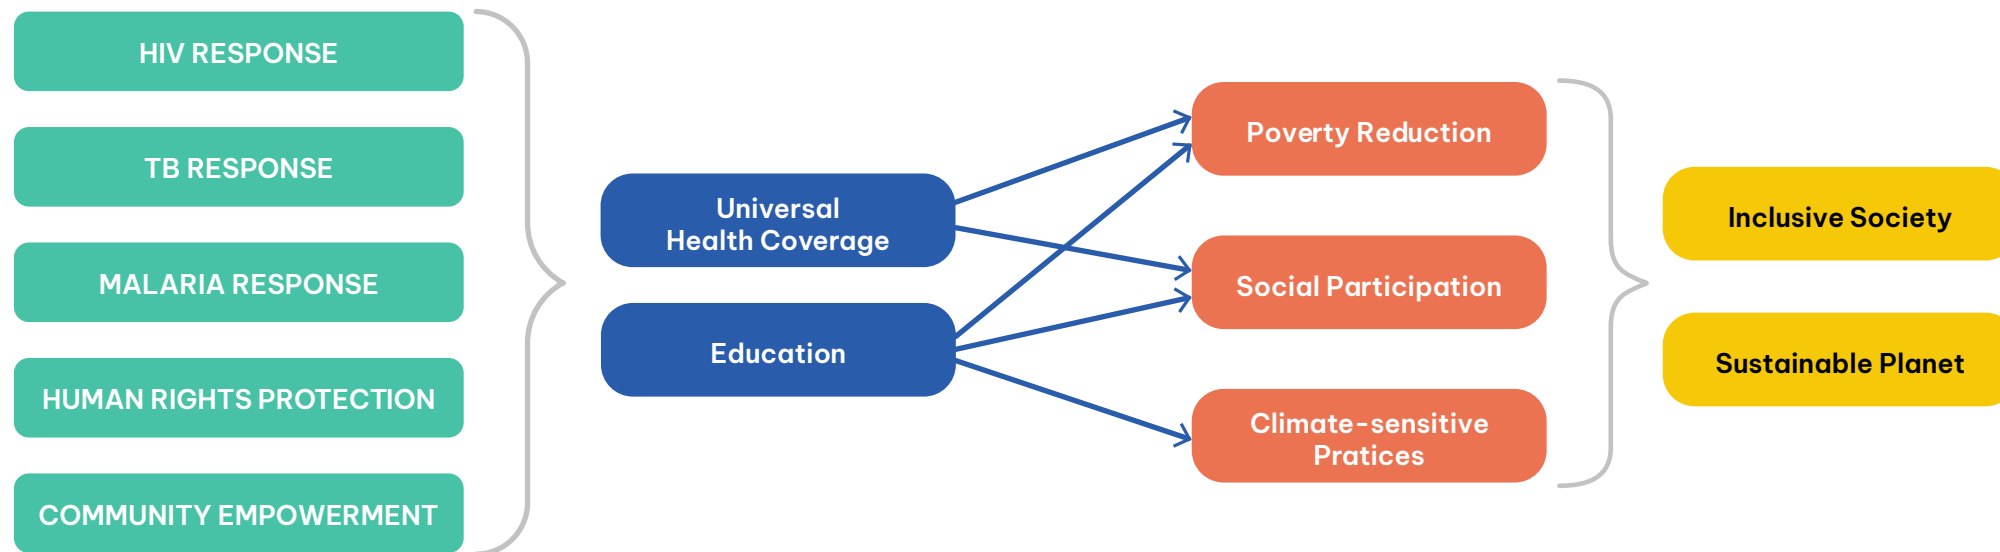 HIV RESPONSE
TB RESPONSE
MALARIA RESPONSE
HUMAN RIGHTS PROTECTION
COMMUNITY EMPOWERMENT
Universal
Health Coverage
Education
Poverty Reduction
Social Participation
Climate-sensitive
Pratices
Inclusive Society
Sustainable Planet